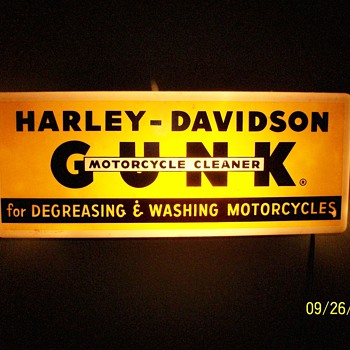 HARLEY-DAVIDSON
GUNK®
MOTORCYCLE CLEANER
for DEGREASING & WASHING MOTORCYCLES
09/26/